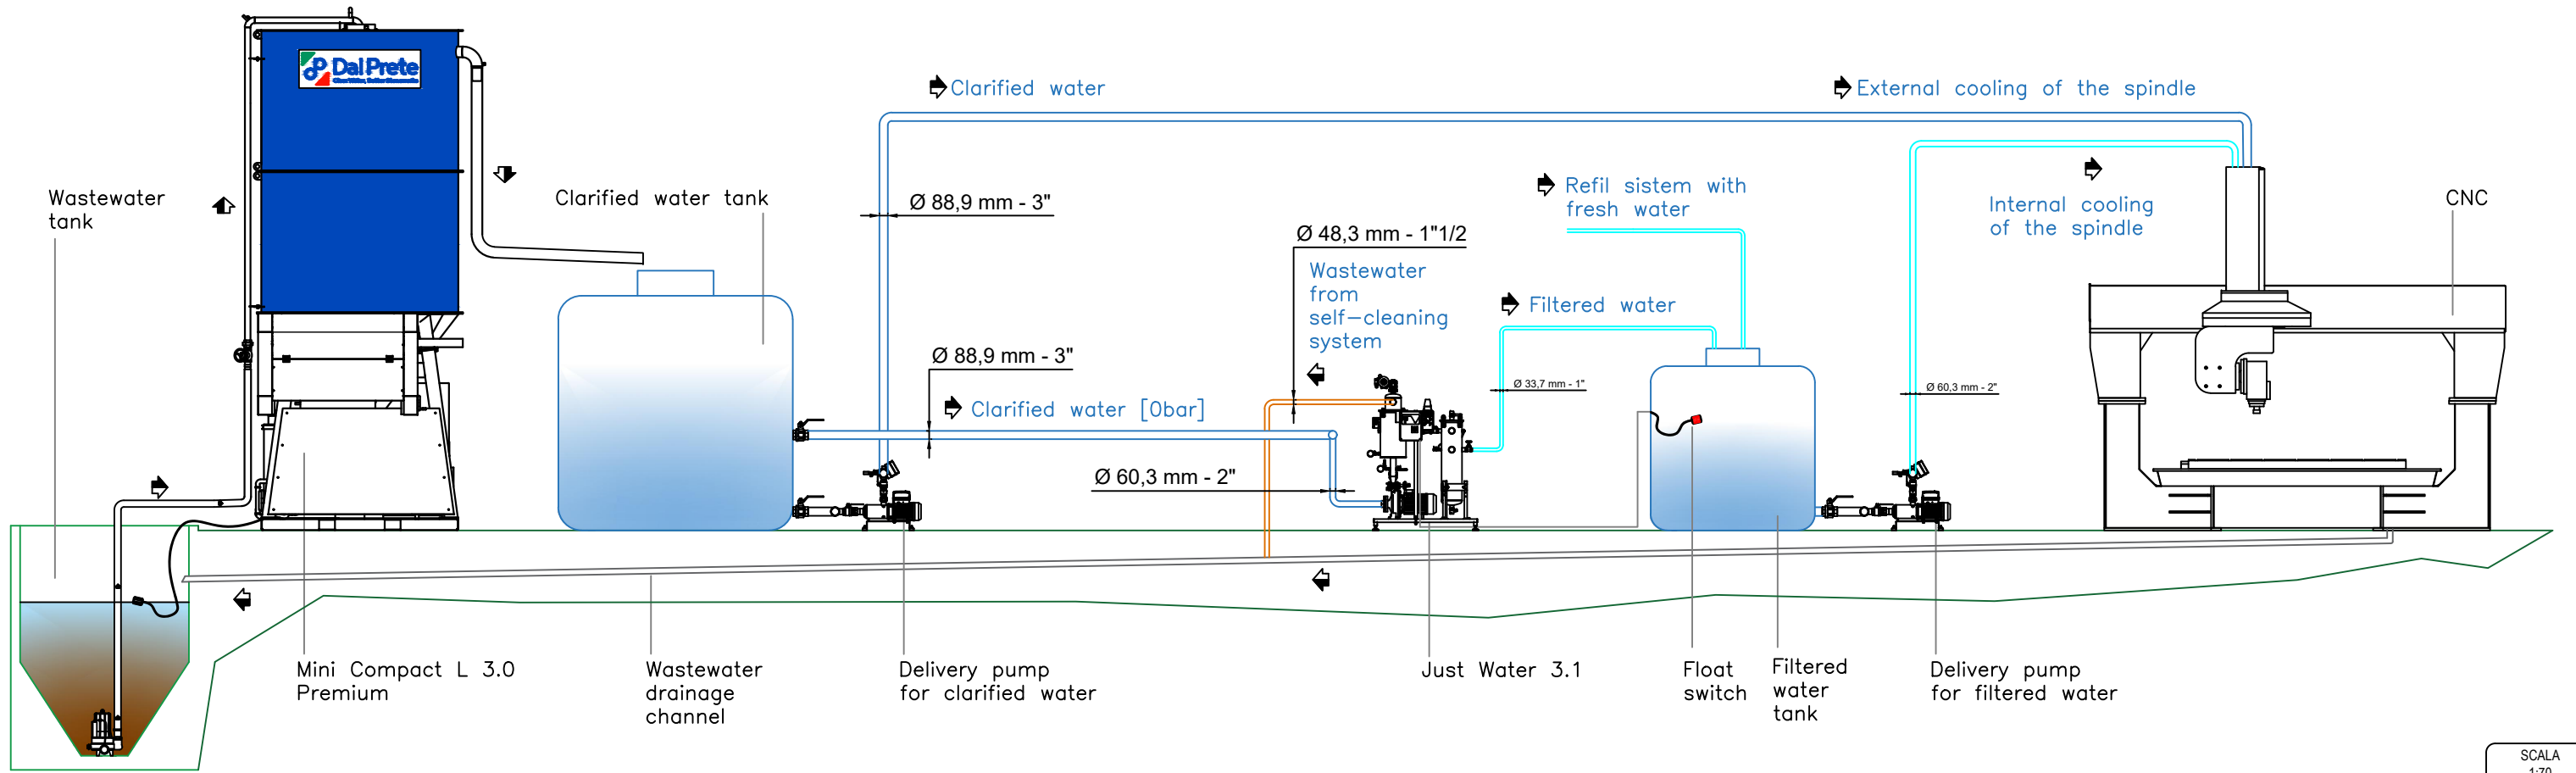 Dal Prete
Clarified water
External cooling of the spindle
Wastewater
tank
Clarified water tank
Ø 88,9 mm - 3"
Refil sistem with
fresh water
Internal cooling
of the spindle
CNC
Ø 48,3 mm - 1"1/2
Wastewater
from
self-cleaning
system
Filtered water
Ø 88,9 mm - 3"
Clarified water [0bar]
Ø 33,7 mm - 1"
Ø 60,3 mm - 2"
Ø 60,3 mm - 2"
Mini Compact L 3.0
Premium
Wastewater
drainage
channel
Delivery pump
for clarified water
Just Water 3.1
Float
switch
Filtered
water
tank
Delivery pump
for filtered water
SCALA
1:70